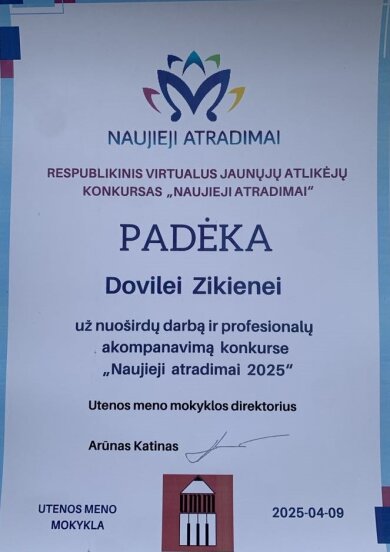 NAUJIEJI ATRADIMAI
RESPUBLIKINIS VIRTUALUS JAUNŲJŲ ATLIKĖJŲ
KONKURSAS „NAUJIEJI ATRADIMAI“
PADĖKA
Dovilei Zikienei
už nuoširdų darbą ir profesionalų
akompanavimą konkurse
„Naujieji atradimai 2025”
Utenos meno mokyklos direktorius
Arūnas Katinas
UTENOS MENO
MOKYKLA
2025-04-09